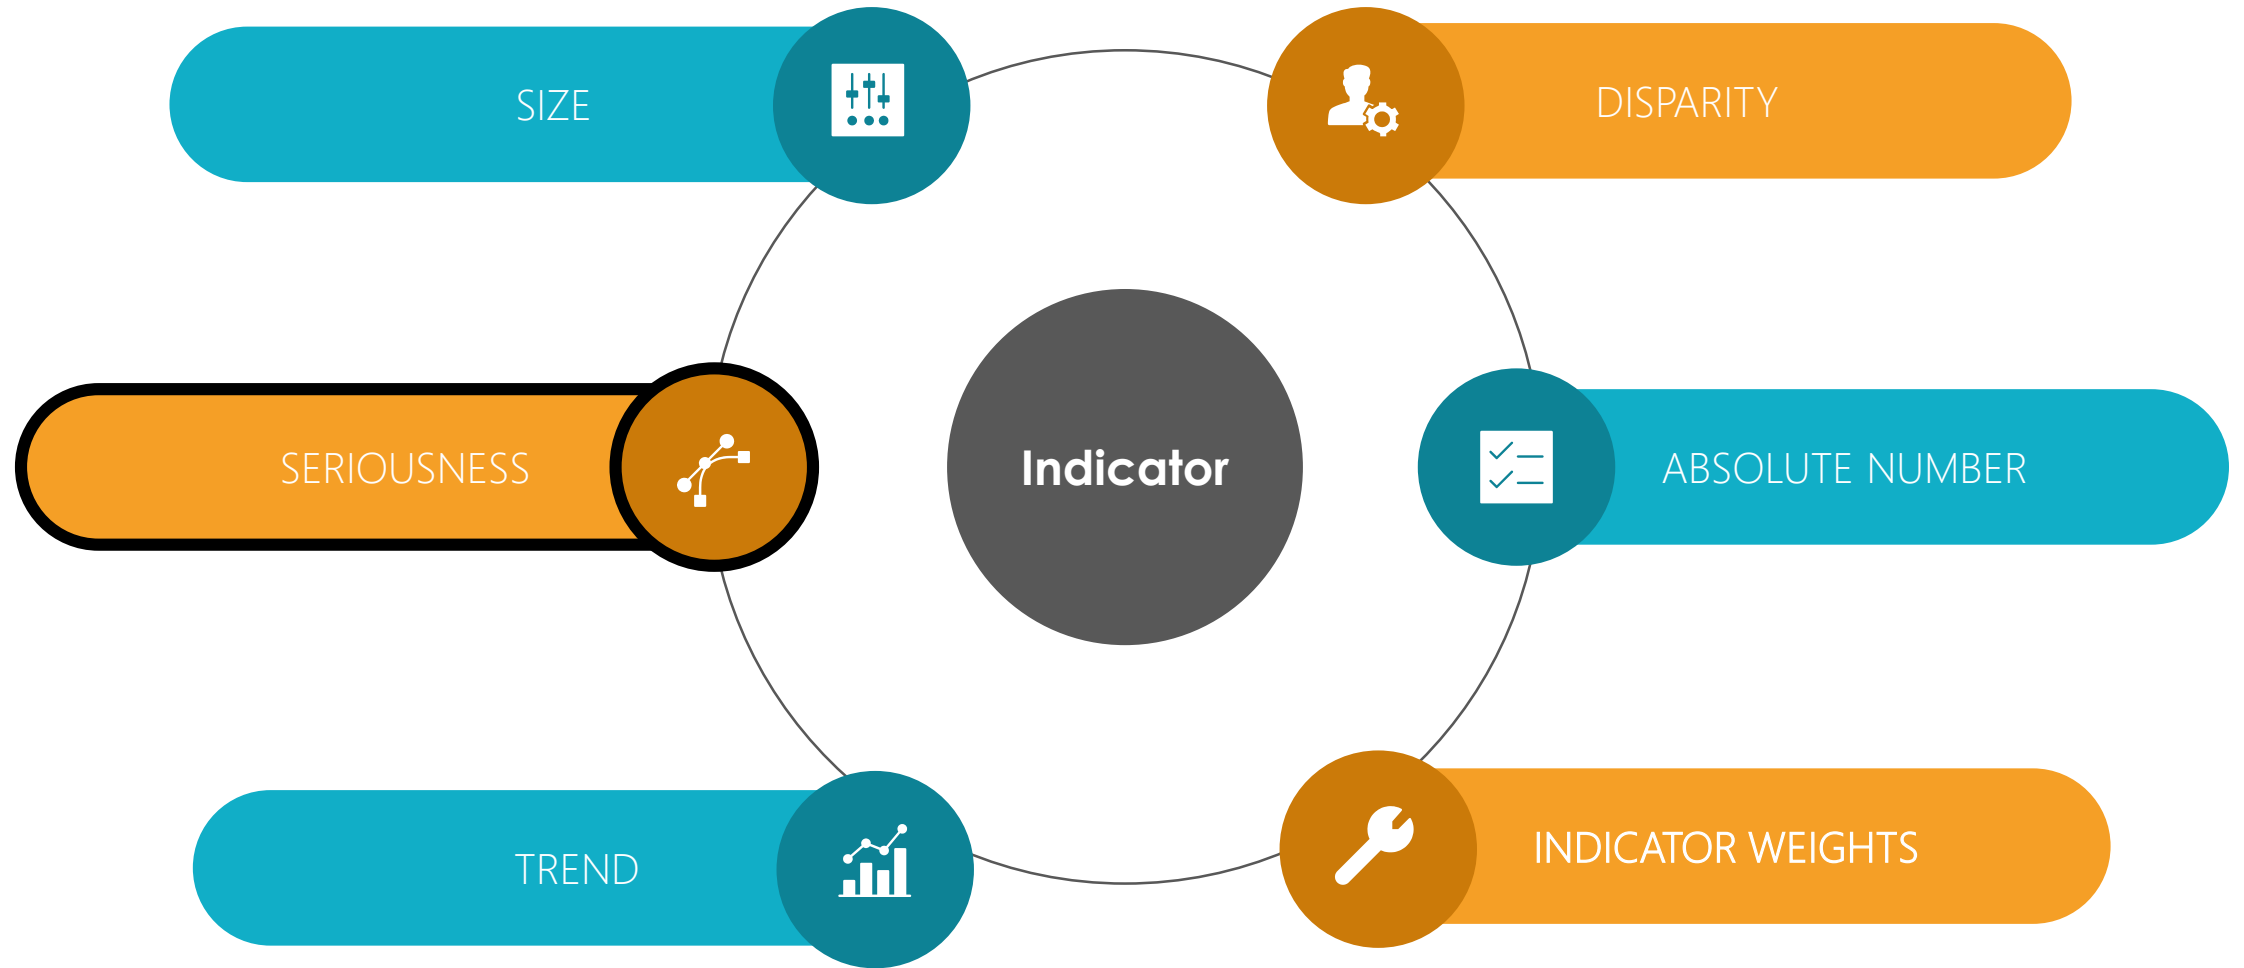 SIZE
DISPARITY
SERIOUSNESS
Indicator
ABSOLUTE NUMBER
TREND
INDICATOR WEIGHTS